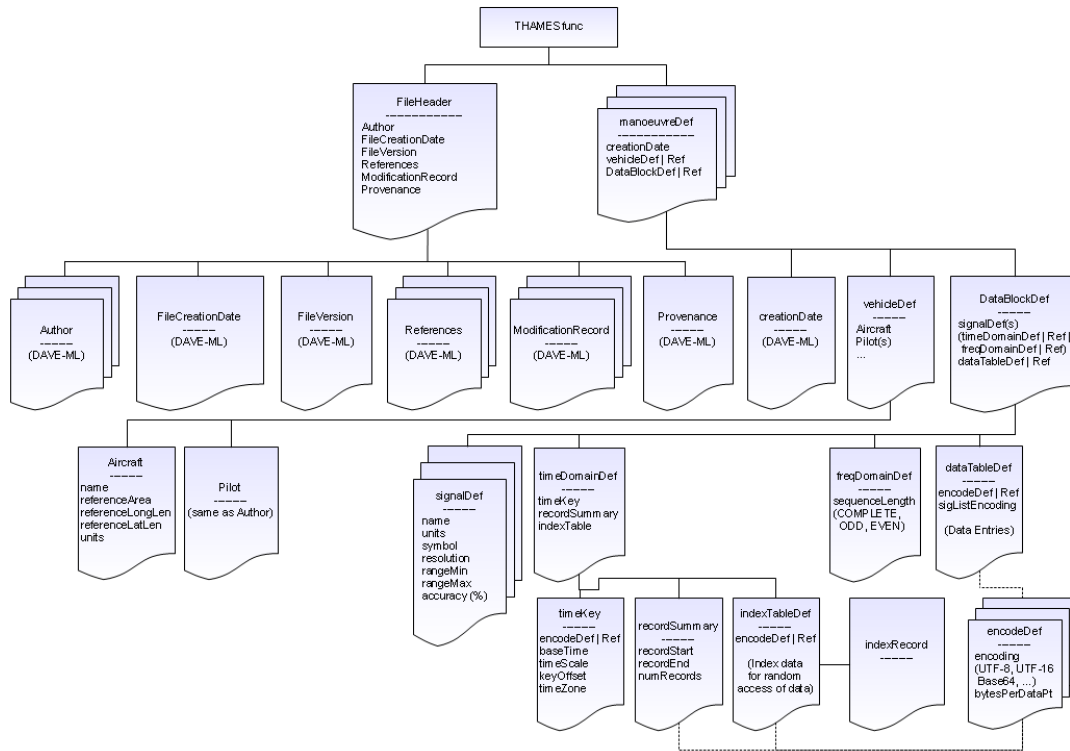 THAMESfunc
FileHeader
-----------
Author
FileCreationDate
FileVersion
References
ModificationRecord
Provenance
manoeuvreDef
-----------
creationDate
vehicleDef | Ref
DataBlockDef | Ref
Author
-----
(DAVE-ML)
FileCreationDate
-----
(DAVE-ML)
FileVersion
-----
(DAVE-ML)
References
-----
(DAVE-ML)
ModificationRecord
-----
(DAVE-ML)
Provenance
-----
(DAVE-ML)
creationDate
-----
(DAVE-ML)
vehicleDef
-----
Aircraft
Pilot(s)
...
DataBlockDef
-----
signalDef(s)
(timeDomainDef | Ref |
freqDomainDef | Ref)
dataTableDef | Ref
Aircraft
-----
name
referenceArea
referenceLongLen
referenceLatLen
units
Pilot
-----
(same as Author)
signalDef
-----
name
units
symbol
resolution
rangeMin
rangeMax
accuracy (%)
timeDomainDef
-----
timeKey
recordSummary
indexTable
freqDomainDef
-----
sequenceLength
(COMPLETE,
ODD, EVEN)
dataTableDef
-----
encodeDef | Ref
sigListEncoding
(Data Entries)
timeKey
-----
encodeDef | Ref
baseTime
timeScale
keyOffset
timeZone
recordSummary
-----
recordStart
recordEnd
numRecords
indexTableDef
-----
encodeDef | Ref
(Index data
for random
access of data)
indexRecord
-----
encodeDef
-----
encoding
(UTF-8, UTF-16
Base64, ...)
bytesPerDataPt